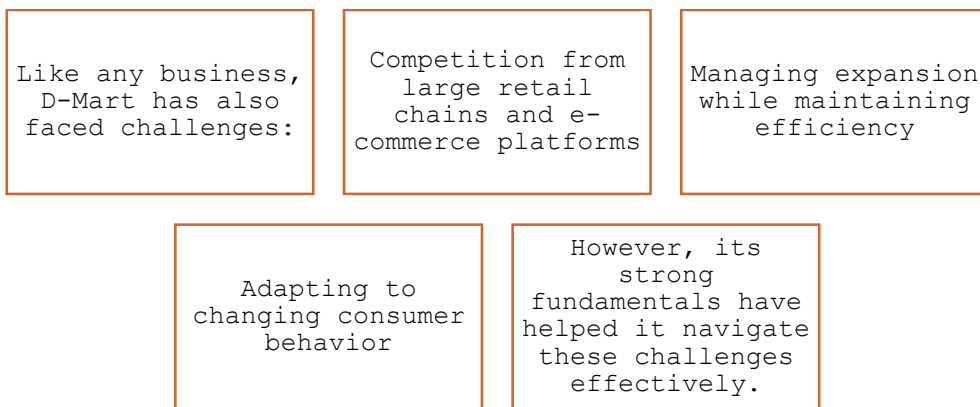 Like any business,
D-Mart has also
faced challenges:
Competition from
large retail
chains and e-
commerce platforms
Managing expansion
while maintaining
efficiency
Adapting to
changing consumer
behavior
However, its
strong
fundamentals have
helped it navigate
these challenges
effectively.